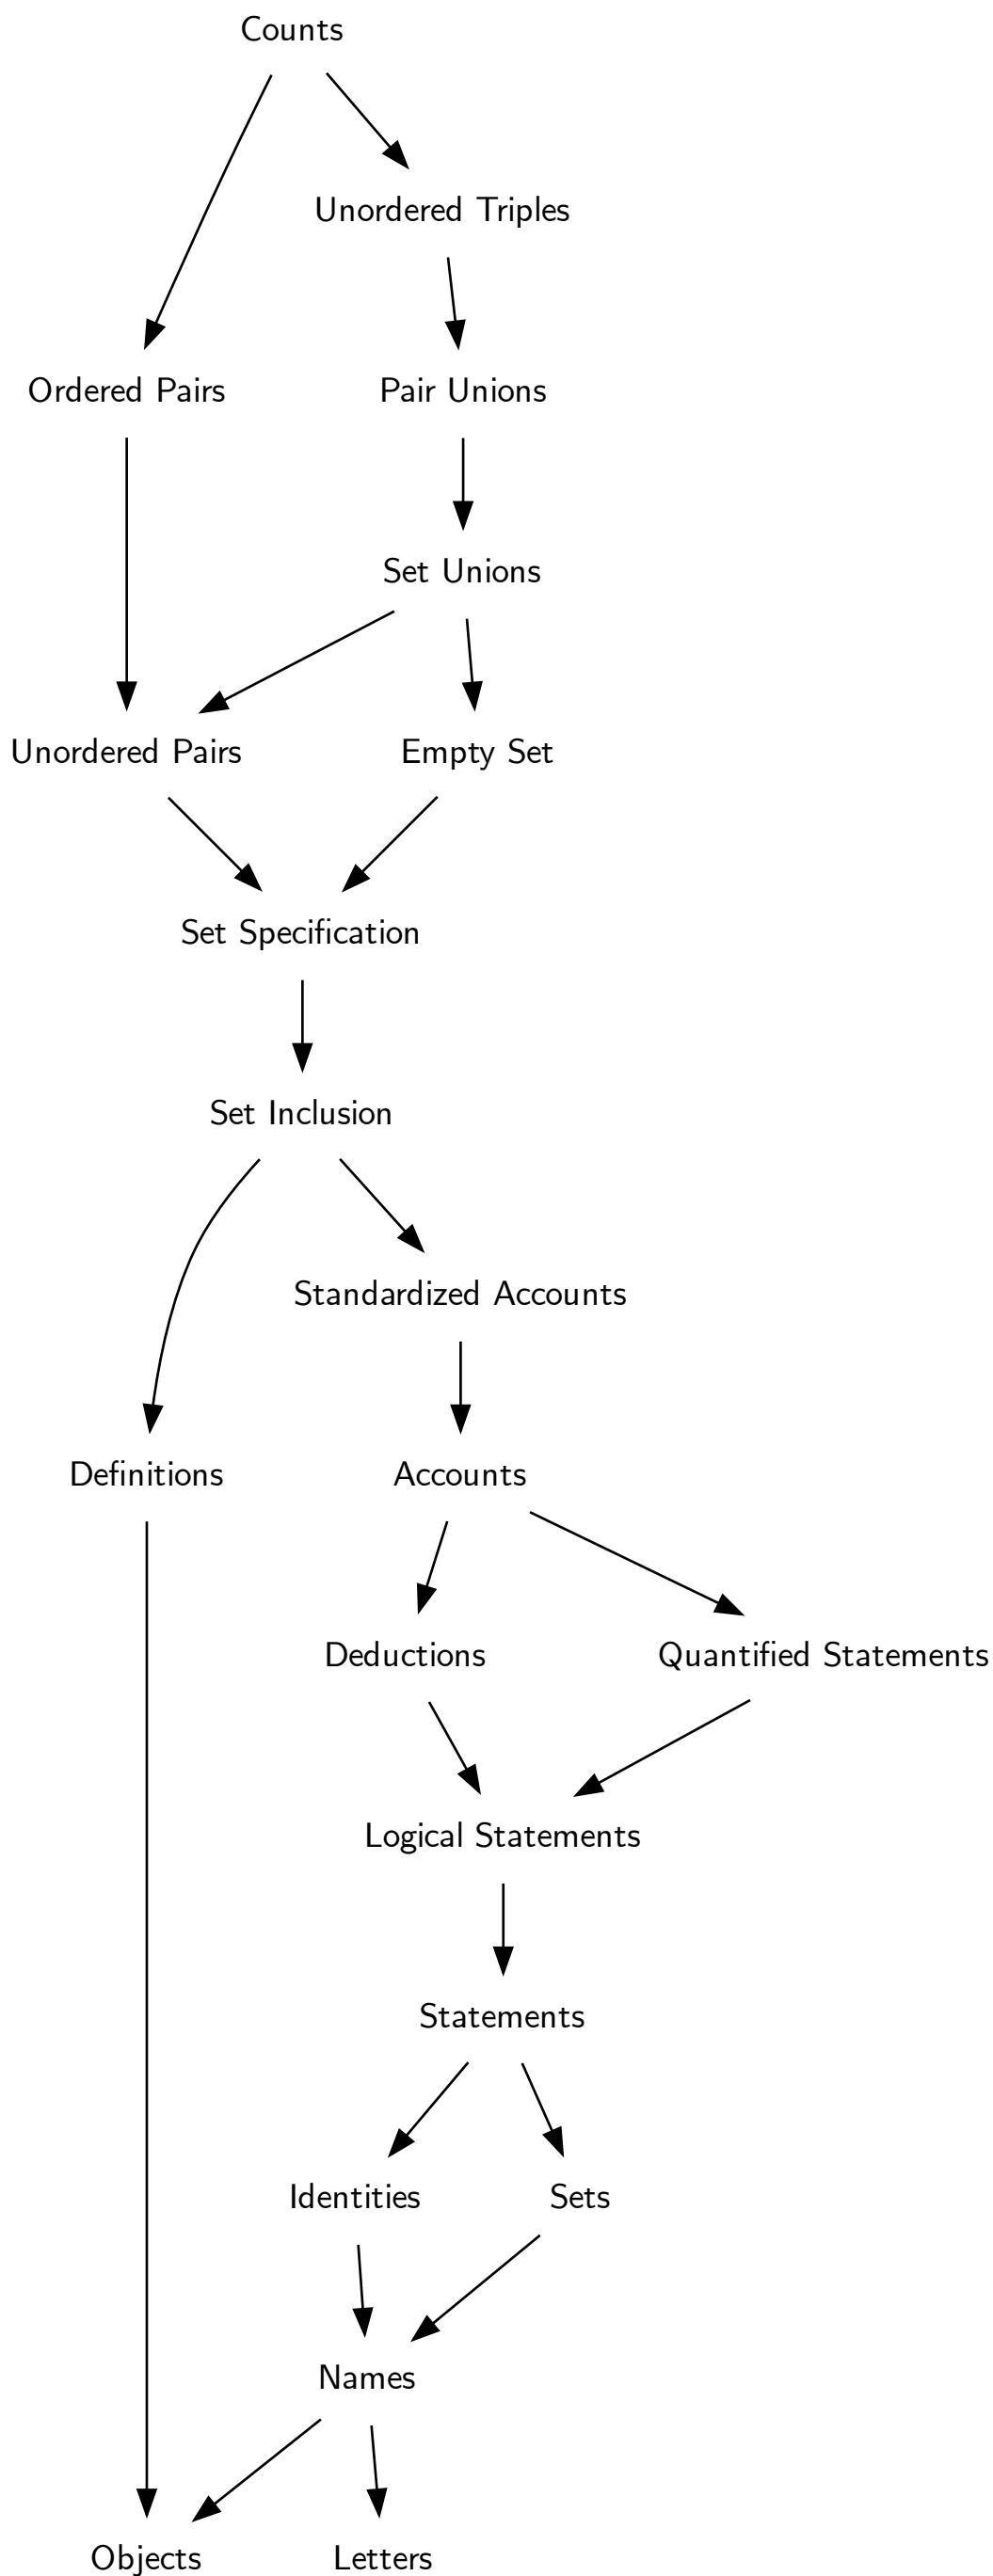 Counts
Unordered Triples
Ordered Pairs
Pair Unions
Set Unions
Unordered Pairs
Empty Set
Set Specification
Set Inclusion
Standardized Accounts
Definitions
Accounts
Deductions
Quantified Statements
Logical Statements
Statements
Identities
Sets
Names
Objects
Letters